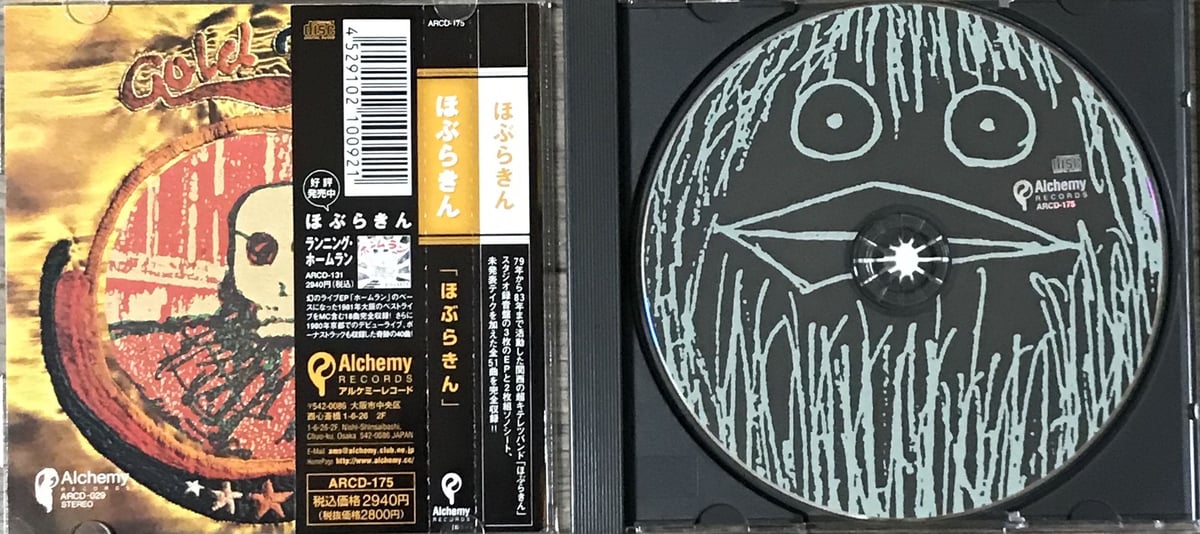 Gold
Alchemy
RECORDS
ARCD-029
STEREO
4529102100921
好評
発売中
ほぶらきん
ランニング・
ホームラン
ARCD-131
2940円(税込)
幻のライブEP「ホームラン」のベー
スになった1981年大阪のベストライ
ブをMC含む18曲完全収録! さらに
1980年京都でのデビューライブ、ボ
ーナストラックも収録した奇跡の40曲!
Alchemy
RECORDS
アルケミーレコード
〒542-0086 大阪市中央区
西心斎橋 1-6-26 2F
1-6-26-2F, Nishi-Shinsaibashi,
Chuo-ku, Osaka 542-0086 JAPAN
E-Mail ams@alchemy.club.ne.jp
HomePage http://www.alchemy.cc/
ARCD-175
税込価格2940円
(税抜価格2800円)
ARCD-175
ほぶらきん
「ほぶらきん」
Alchemy
RECORDS
ほぶらきん
79年から83年まで活動した関西の超キテレツバンド「ほぶらきん」
スタジオ録音盤の3枚のEPと2枚組ソノシート、
未発表テイクを加えた全51曲を完全収録!!
Alchemy
RECORDS
ARCD-175